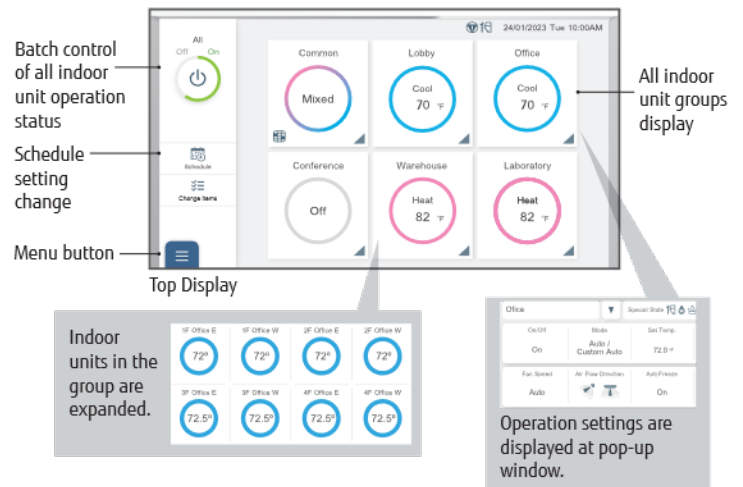 Batch control
of all indoor
unit operation
status
Schedule
setting
change
Menu button
All
Off On
Schedule
Change Items
24/01/2023 Tue 10:00AM
Common
Mixed
Lobby
Cool
70 °F
Office
Cool
70 °F
Conference
Off
Warehouse
Heat
82 °F
Laboratory
Heat
82 °F
All indoor
unit groups
display
Top Display
Indoor
units in the
group are
expanded.
1F Office E 1F Office W 2F Office E 2F Office W
72° 72° 72° 72°
3F Office E 3F Office W 4F Office E 4F Office W
72.5° 72.5° 72.5° 72.5°
Office Special State
On/Off Mode Set Temp.
On Auto / Custom Auto 72.0 °F
Fan Speed Air Flow Direction Anti Freeze
Auto On
Operation settings are
displayed at pop-up
window.